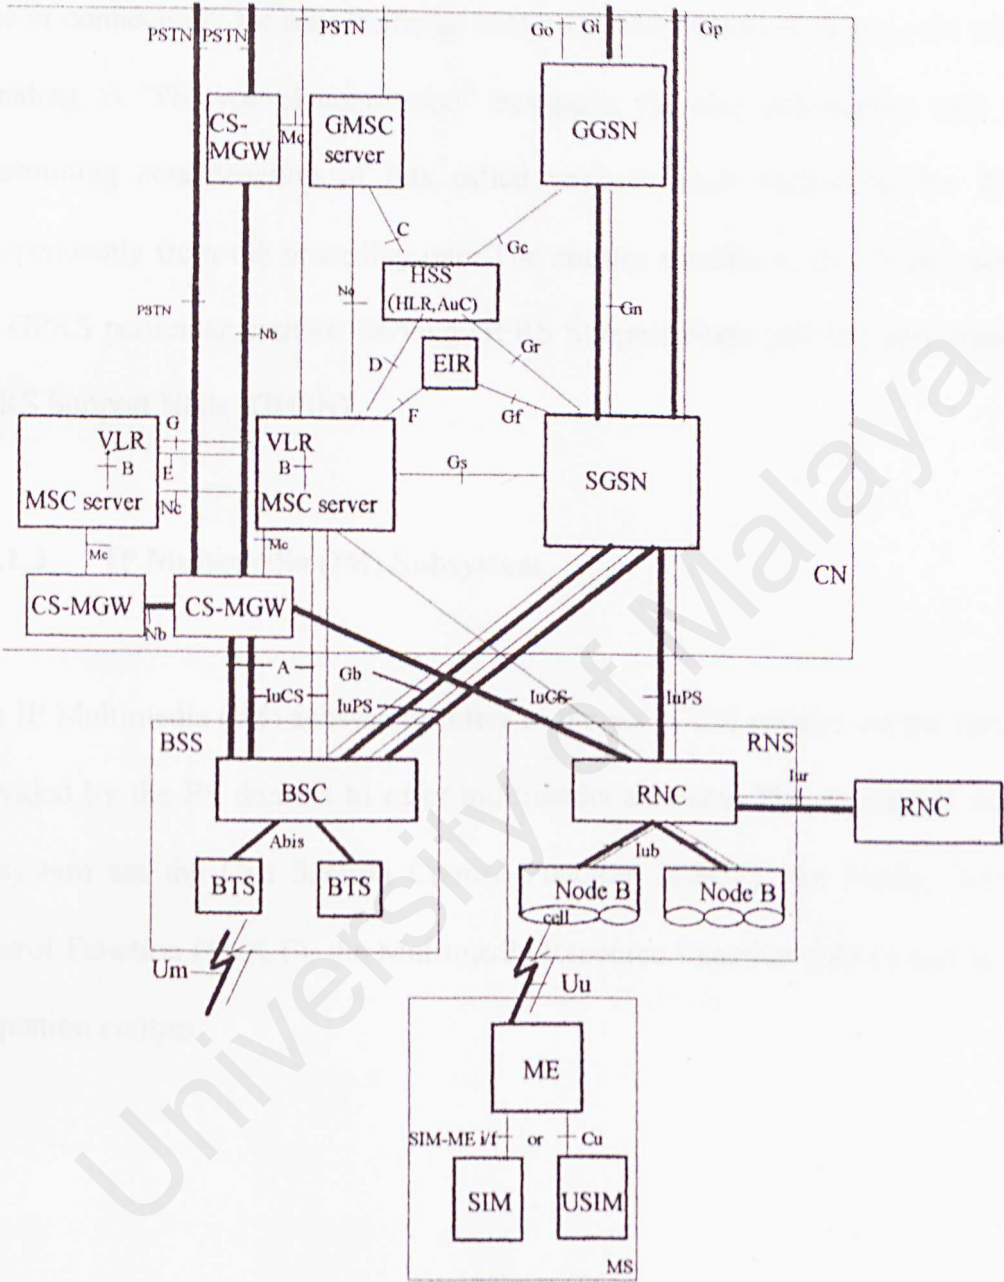 PSTN PSTN PSTN Go Gi Gp
CS-
MGW
Mc
GMSC
server
GGSN
C
Gc
HSS
(HLR,AuC)
Nc
Gn
PSTN
Nb
Gr
D
EIR
F
Gf
G
VLR
B
E
MSC server
Nc
VLR
B
MSC server
Gs
SGSN
Mc
Mc
CN
CS-MGW
CS-MGW
Nb
A
Gb
IuCS
IuPS
IuCS
IuPS
BSS
RNS
BSC
RNC
Iur
RNC
Abis
Iub
BTS
BTS
Node B
Node B
cell
Um
Uu
ME
SIM-ME i/f or Cu
SIM
USIM
MS
University of Malaya